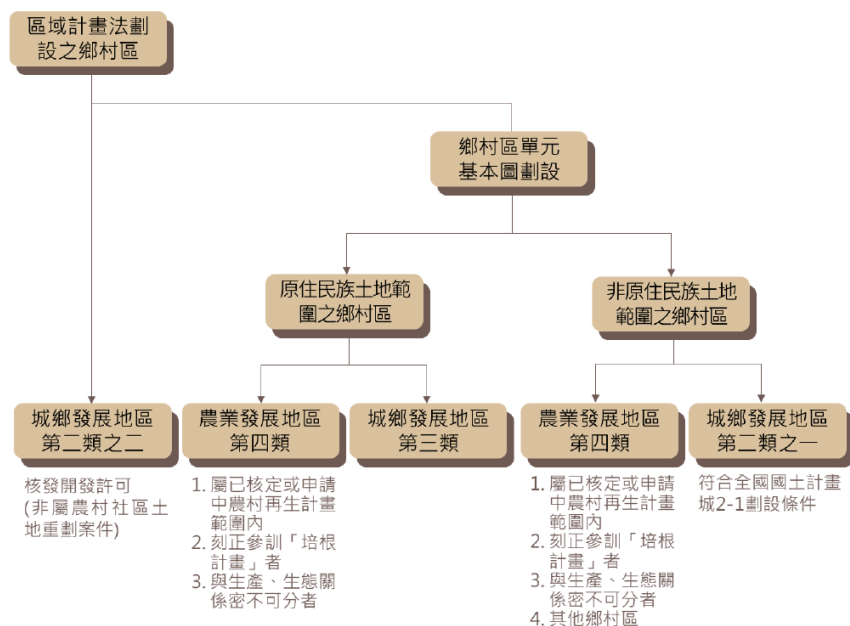 區域計畫法劃
設之鄉村區
鄉村區單元
基本圖劃設
原住民族土地範
圍之鄉村區
非原住民族土地
範圍之鄉村區
城鄉發展地區
第二類之二
核發開發許可
(非屬農村社區土
地重劃案件)
農業發展地區
第四類
1. 屬已核定或申請
中農村再生計畫
範圍內
2. 刻正參訓「培根
計畫」者
3. 與生產、生態關
係密不可分者
城鄉發展地區
第三類
農業發展地區
第四類
1. 屬已核定或申請
中農村再生計畫
範圍內
2. 刻正參訓「培根
計畫」者
3. 與生產、生態關
係密不可分者
4. 其他鄉村區
城鄉發展地區
第二類之一
符合全國國土計畫
城2-1劃設條件